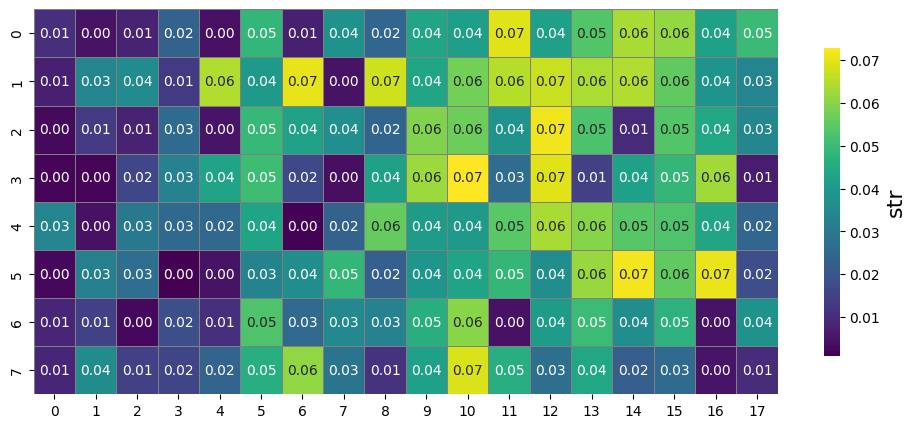 0 0.01 0.00 0.01 0.02 0.00 0.05 0.01 0.04 0.02 0.04 0.04 0.07 0.04 0.05 0.06 0.06 0.04 0.05
1 0.01 0.03 0.04 0.01 0.06 0.04 0.07 0.00 0.07 0.04 0.06 0.06 0.07 0.06 0.06 0.06 0.04 0.03
2 0.00 0.01 0.01 0.03 0.00 0.05 0.04 0.04 0.02 0.06 0.06 0.04 0.07 0.05 0.01 0.05 0.04 0.03
3 0.00 0.00 0.02 0.03 0.04 0.05 0.02 0.00 0.04 0.06 0.07 0.03 0.07 0.01 0.04 0.05 0.06 0.01
4 0.03 0.00 0.03 0.03 0.02 0.04 0.00 0.02 0.06 0.04 0.04 0.05 0.06 0.06 0.05 0.05 0.04 0.02
5 0.00 0.03 0.03 0.00 0.00 0.03 0.04 0.05 0.02 0.04 0.04 0.05 0.04 0.06 0.07 0.06 0.07 0.02
6 0.01 0.01 0.00 0.02 0.01 0.05 0.03 0.03 0.03 0.05 0.06 0.00 0.04 0.05 0.04 0.05 0.00 0.04
7 0.01 0.04 0.01 0.02 0.02 0.05 0.06 0.03 0.01 0.04 0.07 0.05 0.03 0.04 0.02 0.03 0.00 0.01
0 1 2 3 4 5 6 7 8 9 10 11 12 13 14 15 16 17
0.07
0.06
0.05
0.04
0.03
0.02
0.01
str